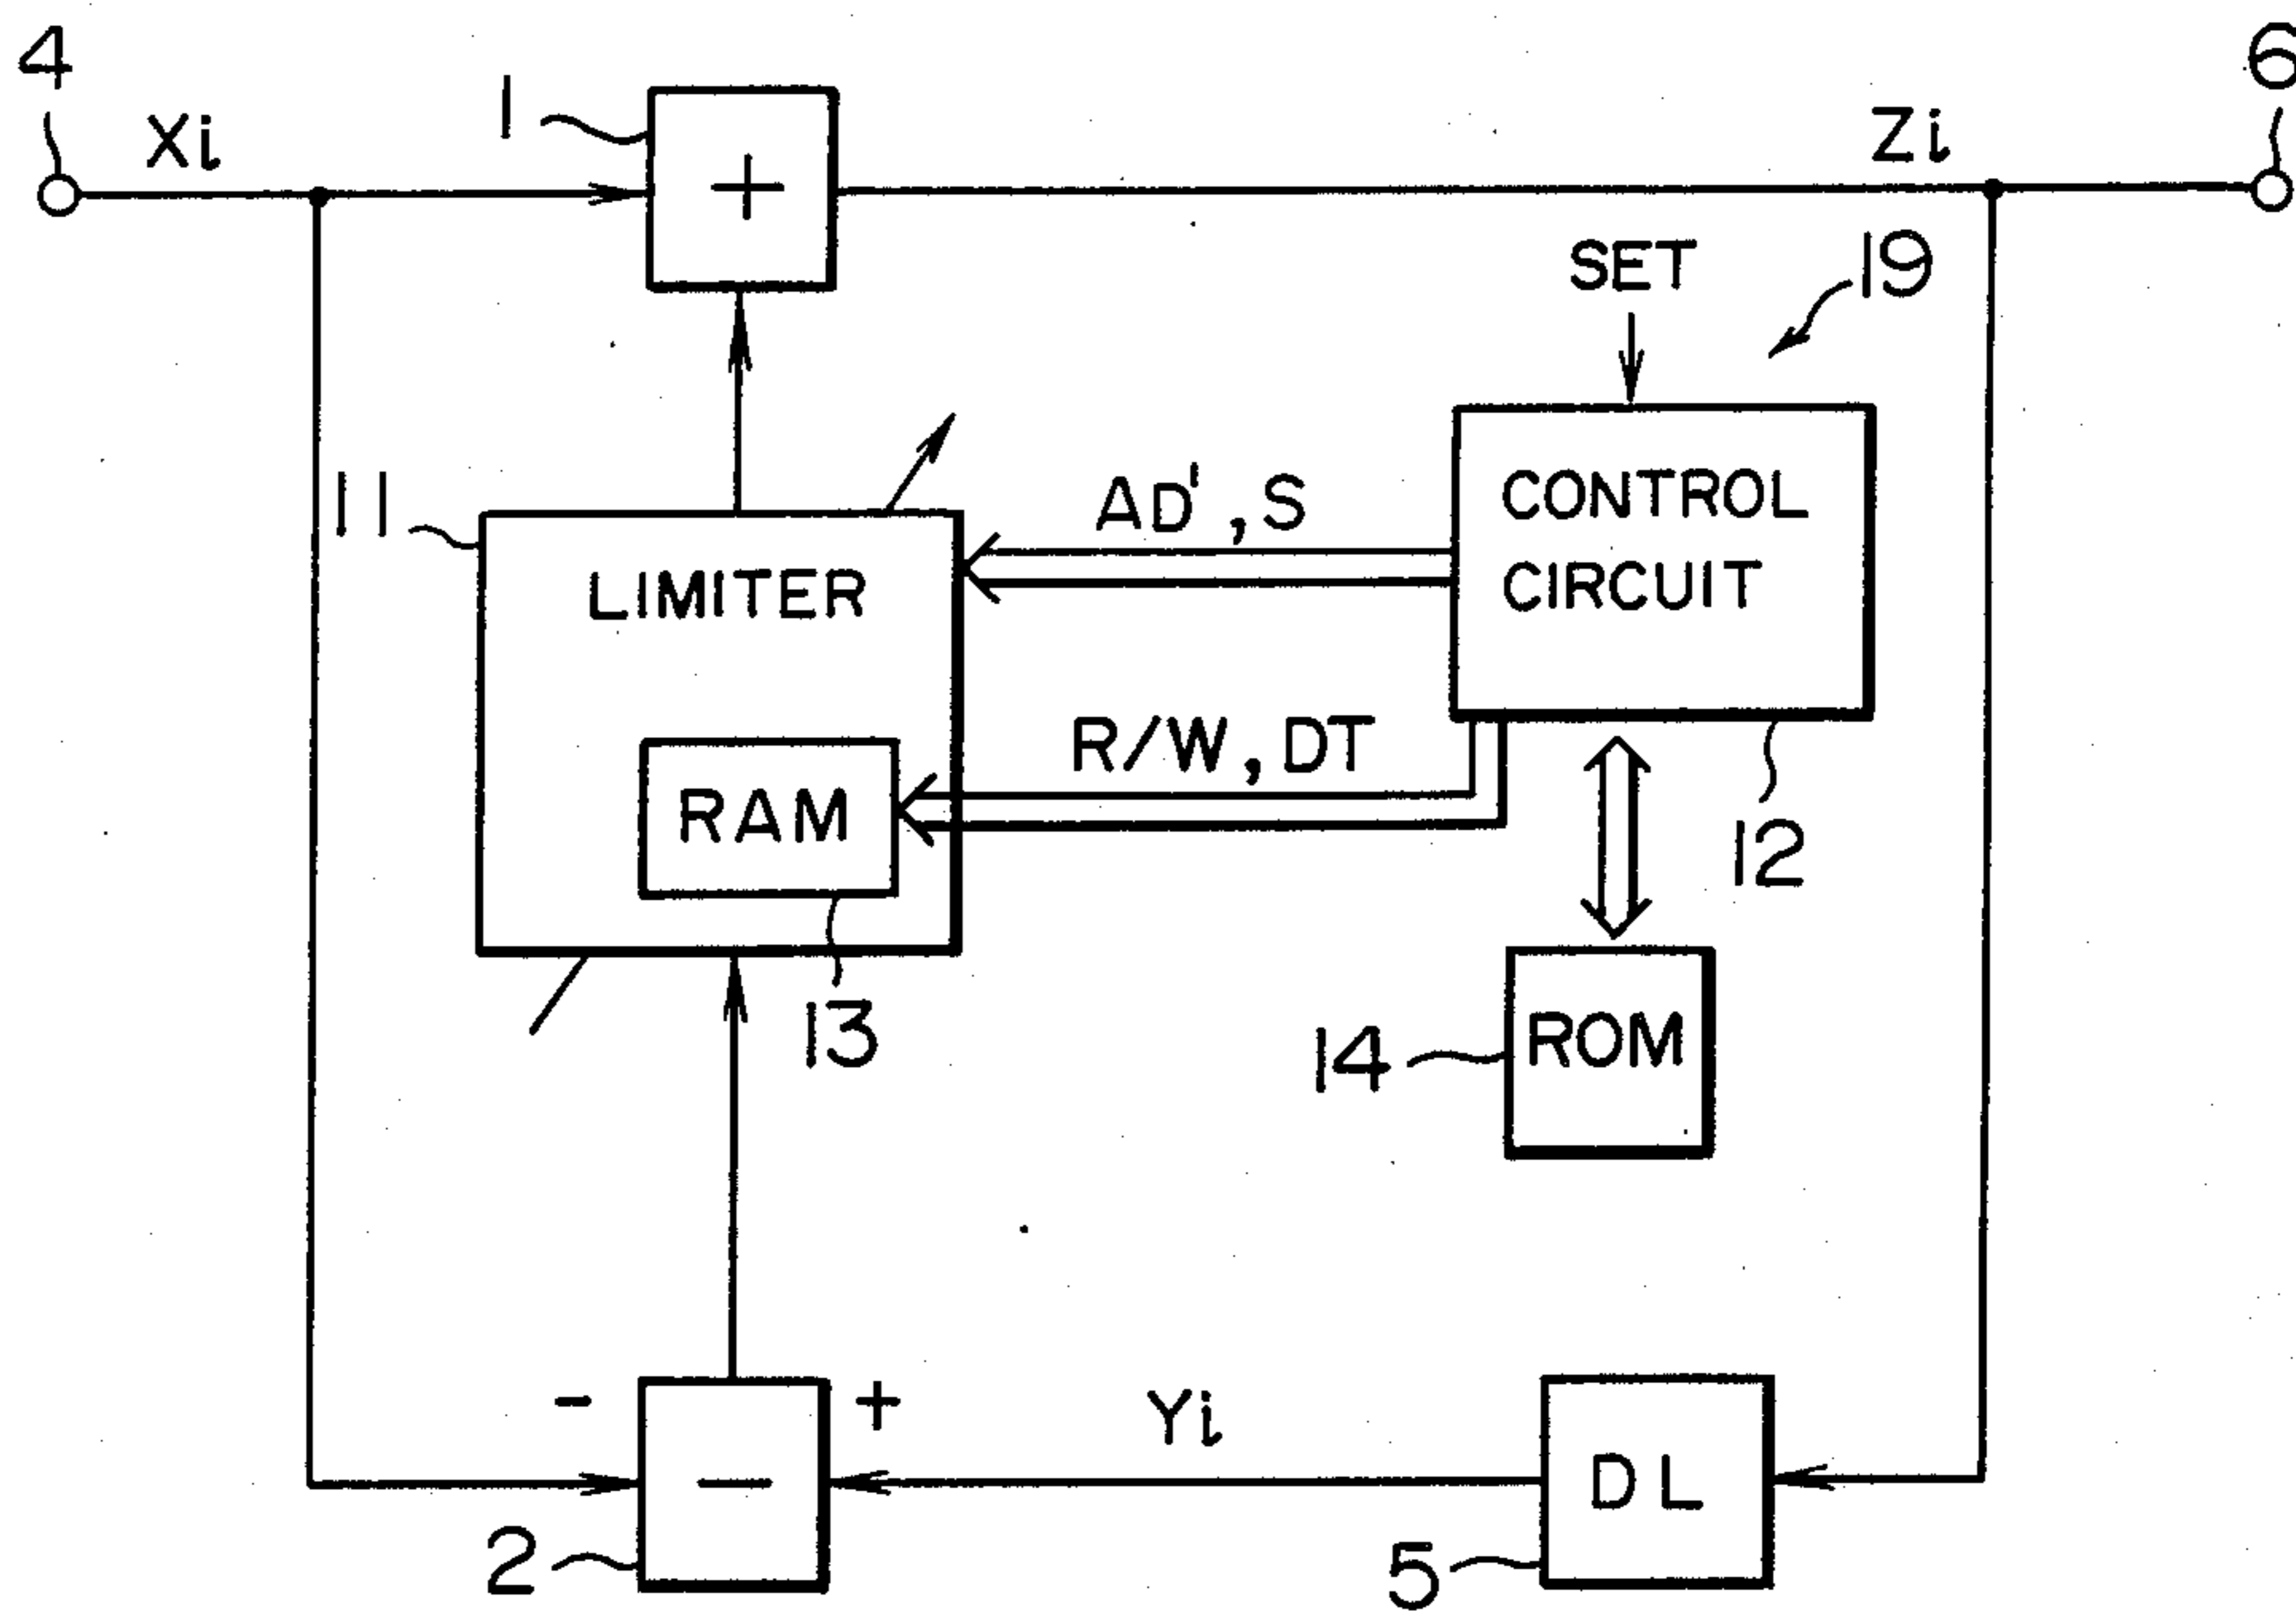 4
Xi
1
+
Zi
6
SET
19
11
LIMITER
AD', S
CONTROL
CIRCUIT
R/W, DT
RAM
12
13
14
ROM
-
+
Yi
−
DL
2
5